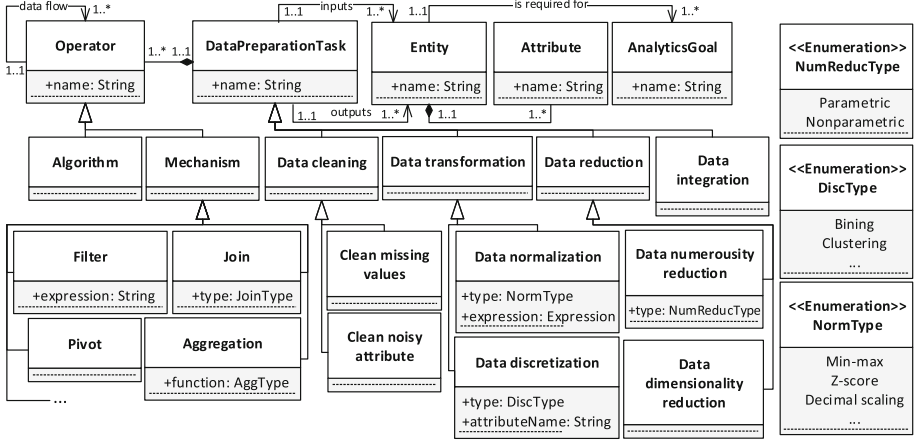 data flow
1..*
1..1
Operator
+name: String
1..*
1..1
DataPreparationTask
+name: String
1..1
inputs
1..*
1..1
outputs
1..*
Entity
+name: String
1..1
is required for
1..*
1..1
1..*
Attribute
+name: String
AnalyticsGoal
+name: String
Algorithm
Mechanism
Data cleaning
Data transformation
Data reduction
Data
integration
Filter
+expression: String
Join
+type: JoinType
Pivot
Aggregation
+function: AggType
...
Clean missing
values
Clean noisy
attribute
Data normalization
+type: NormType
+expression: Expression
Data discretization
+type: DiscType
+attributeName: String
Data numerousity
reduction
+type: NumReducType
Data
dimensionality
reduction
<<Enumeration>>
NumReducType
Parametric
Nonparametric
<<Enumeration>>
DiscType
Bining
Clustering
...
<<Enumeration>>
NormType
Min-max
Z-score
Decimal scaling
...